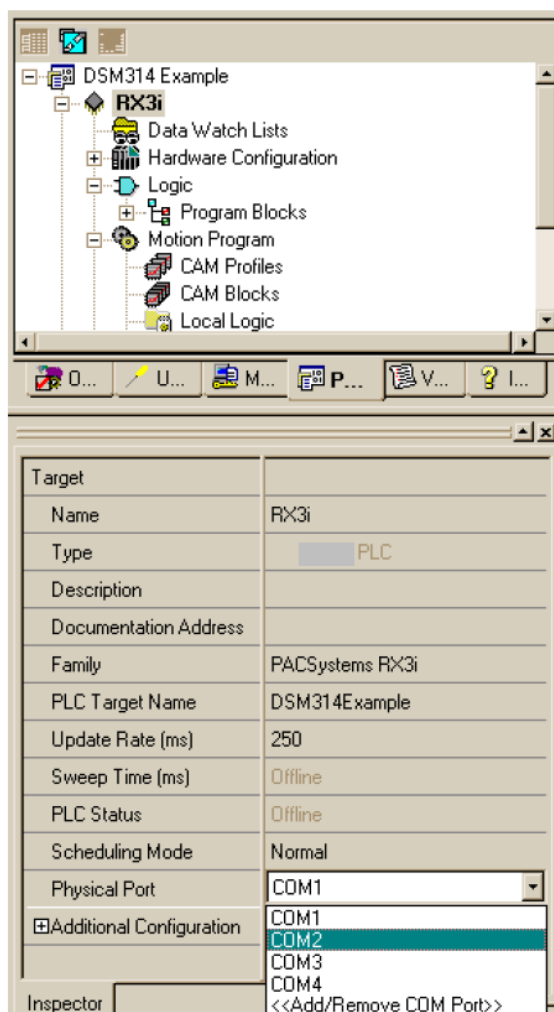 DSM314 Example
RX3i
Data Watch Lists
Hardware Configuration
Logic
Program Blocks
Motion Program
CAM Profiles
CAM Blocks
Local Logic
O... U... M... P... V... I...
Target
Name RX3i
Type PLC
Description
Documentation Address
Family PACSystems RX3i
PLC Target Name DSM314Example
Update Rate (ms) 250
Sweep Time (ms) Offline
PLC Status Offline
Scheduling Mode Normal
Physical Port COM1
Additional Configuration COM1
COM2
COM3
COM4
Inspector <<Add/Remove COM Port>>